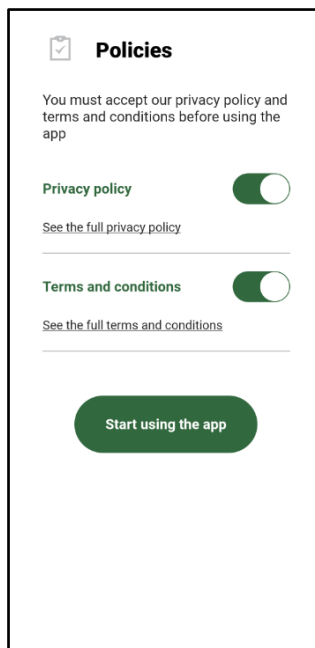 Policies
You must accept our privacy policy and
terms and conditions before using the
app
Privacy policy
See the full privacy policy
Terms and conditions
See the full terms and conditions
Start using the app